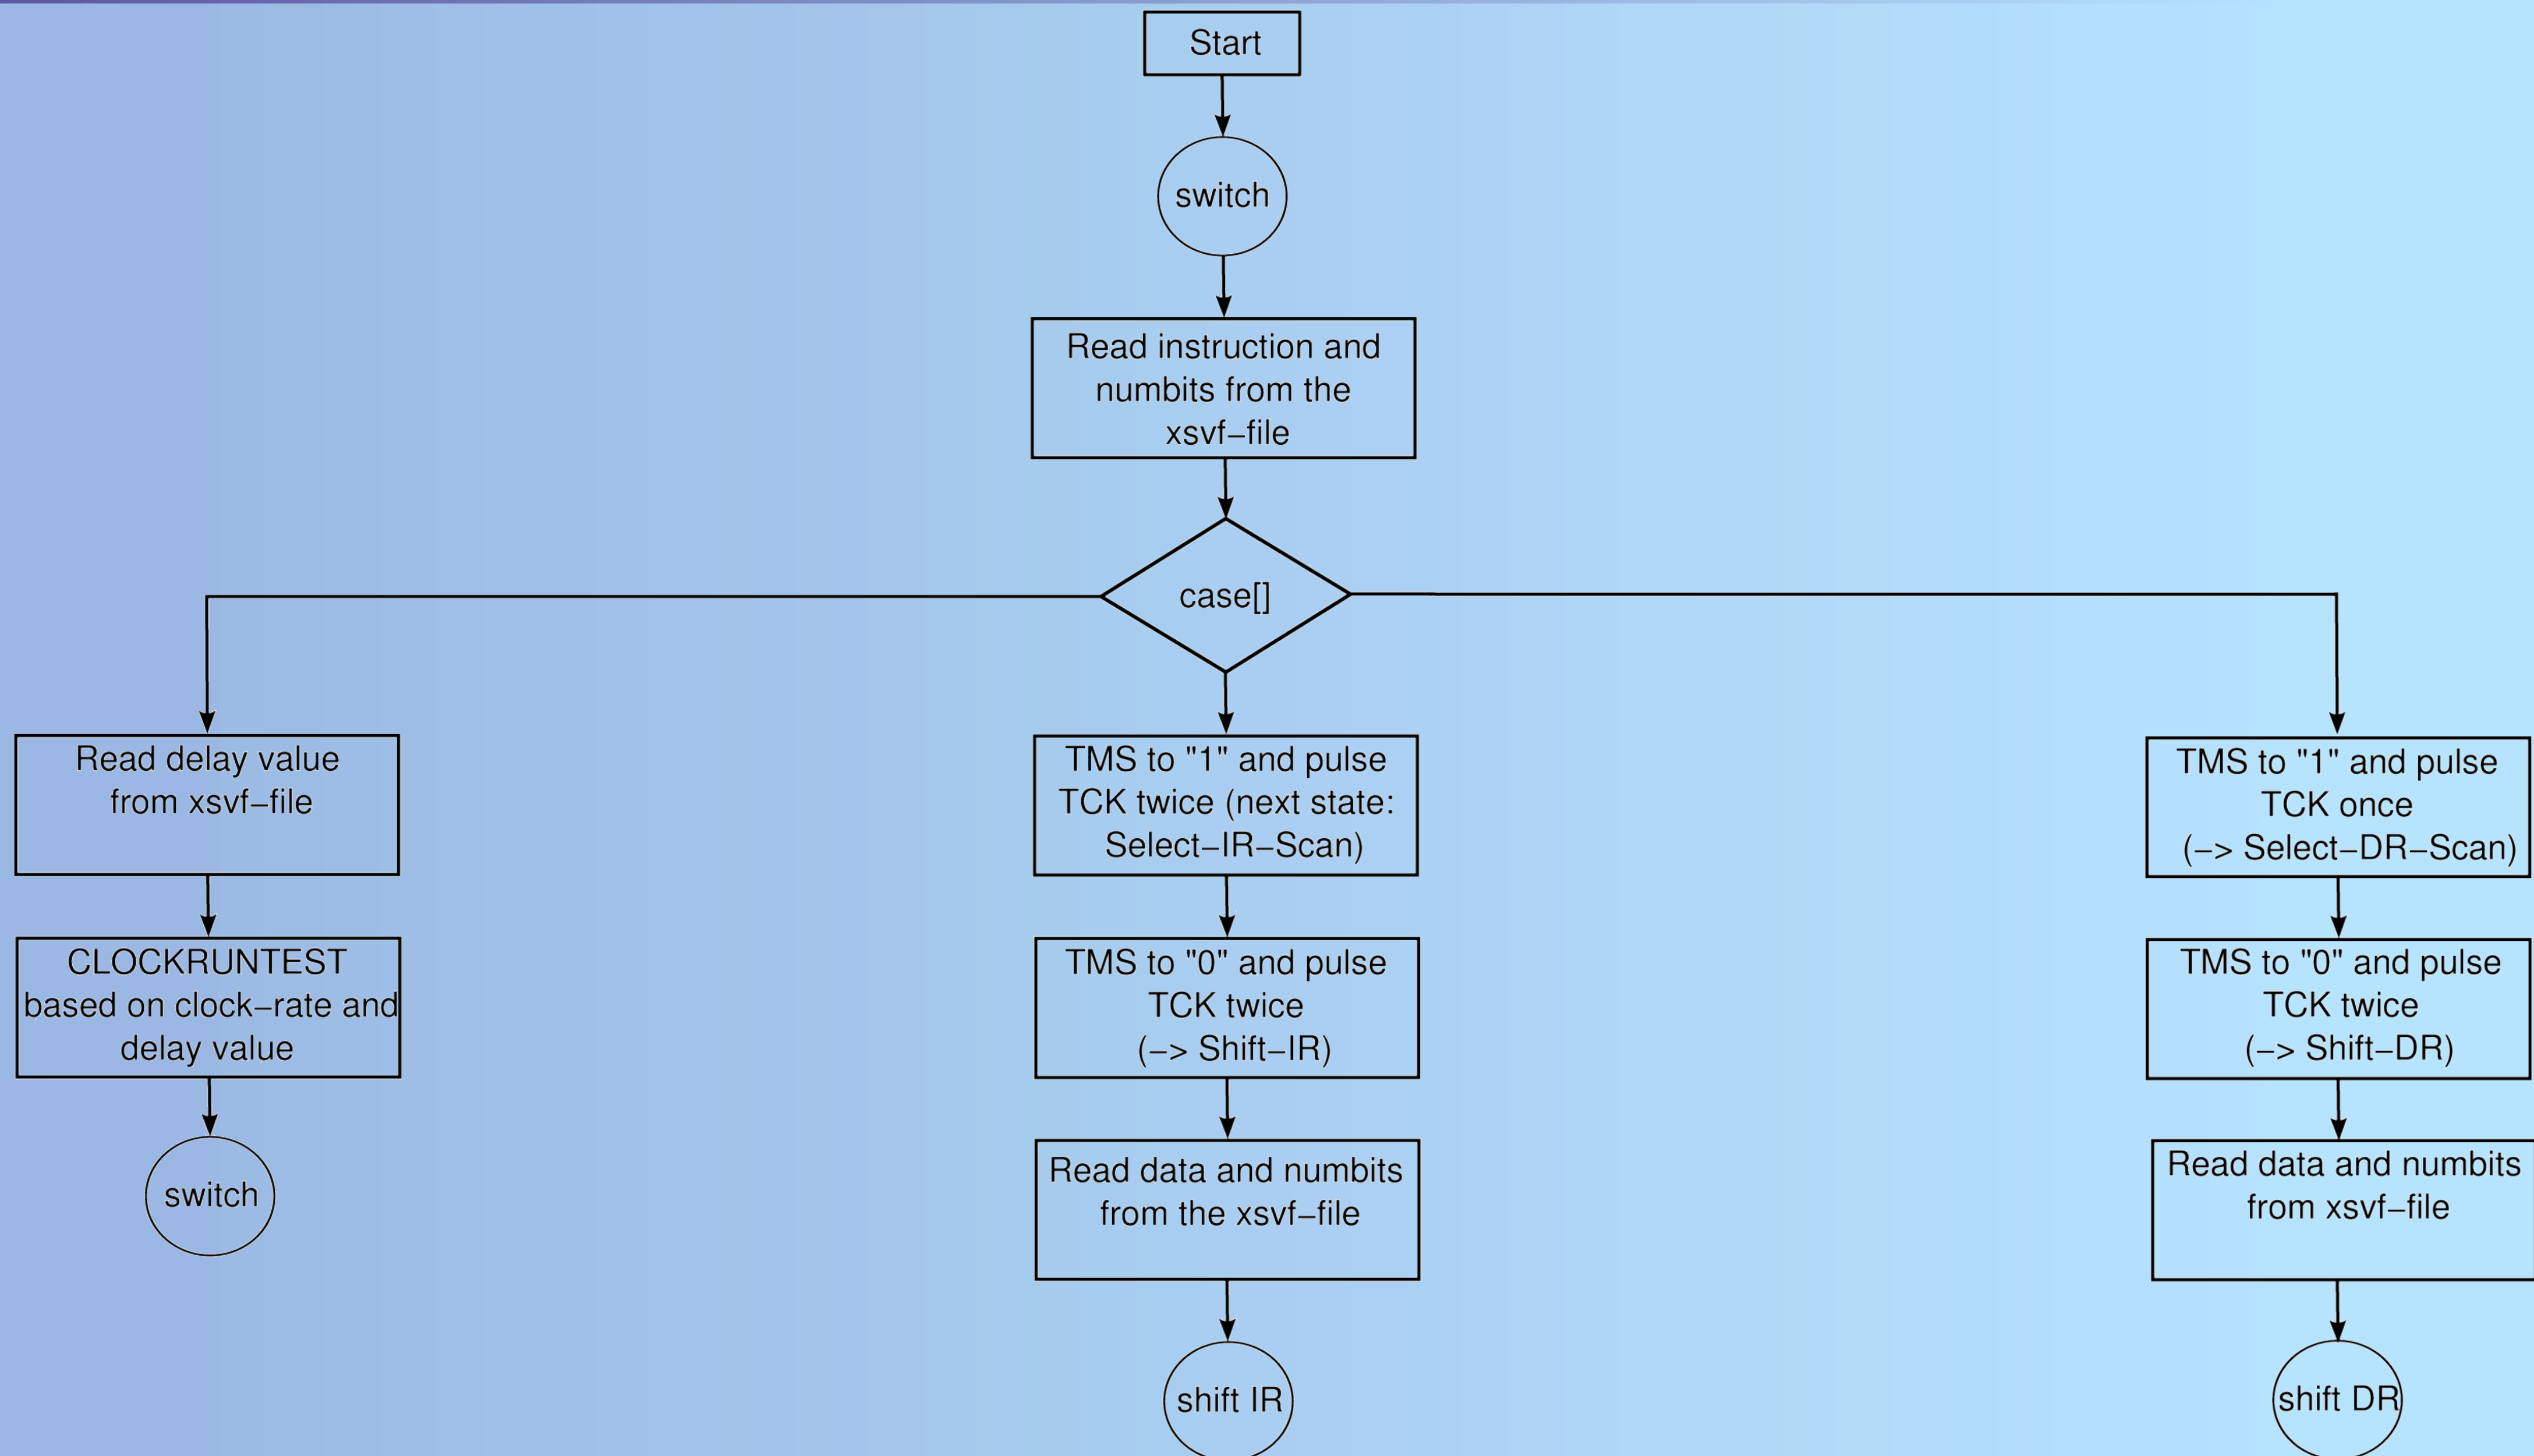 Start
switch
Read instruction and
numbits from the
xsvf–file
case[]
Read delay value
from xsvf–file
CLOCKRUNTEST
based on clock–rate and
delay value
switch
TMS to "1" and pulse
TCK twice (next state:
Select–IR–Scan)
TMS to "0" and pulse
TCK twice
(–> Shift–IR)
Read data and numbits
from the xsvf–file
shift IR
TMS to "1" and pulse
TCK once
(–> Select–DR–Scan)
TMS to "0" and pulse
TCK twice
(–> Shift–DR)
Read data and numbits
from xsvf–file
shift DR